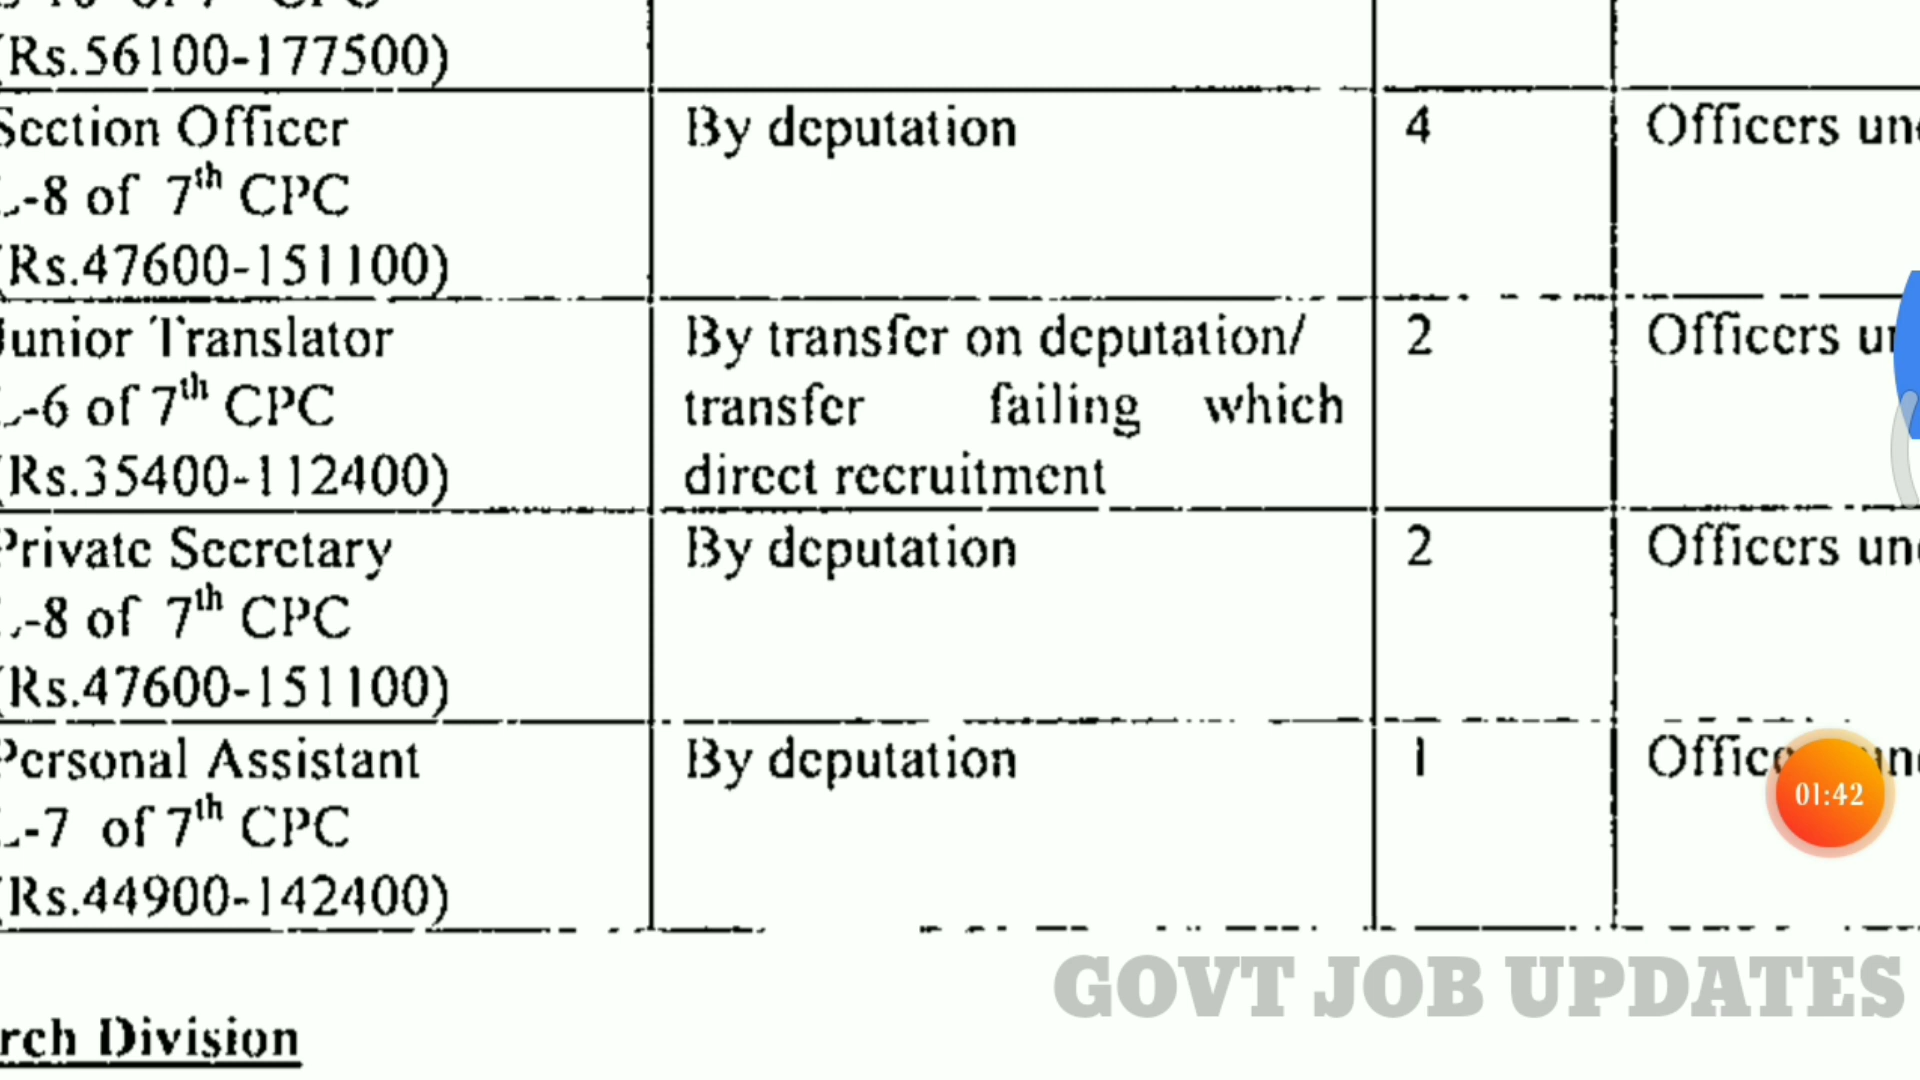 (Rs.56100-177500)
Section Officer By deputation 4 Officers
L-8 of 7th CPC
(Rs.47600-151100)
Junior Translator By transfer on deputation/ 2 Officers
L-6 of 7th CPC transfer failing which
(Rs.35400-112400) direct recruitment
Private Secretary By deputation 2 Officers
L-8 of 7th CPC
(Rs.47600-151100)
Personal Assistant By deputation 1
L-7 of 7th CPC
(Rs.44900-142400)
01:42
GOVT JOB UPDATES
rch Division